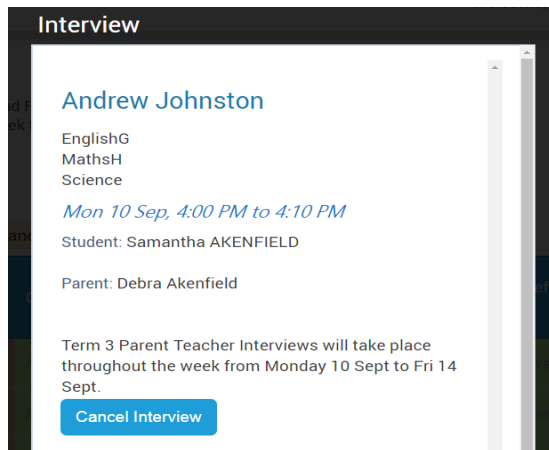 Interview
Andrew Johnston
EnglishG
MathsH
Science
Mon 10 Sep, 4:00 PM to 4:10 PM
Student: Samantha AKENFIELD
Parent: Debra Akenfield
Term 3 Parent Teacher Interviews will take place
throughout the week from Monday 10 Sept to Fri 14
Sept.
Cancel Interview